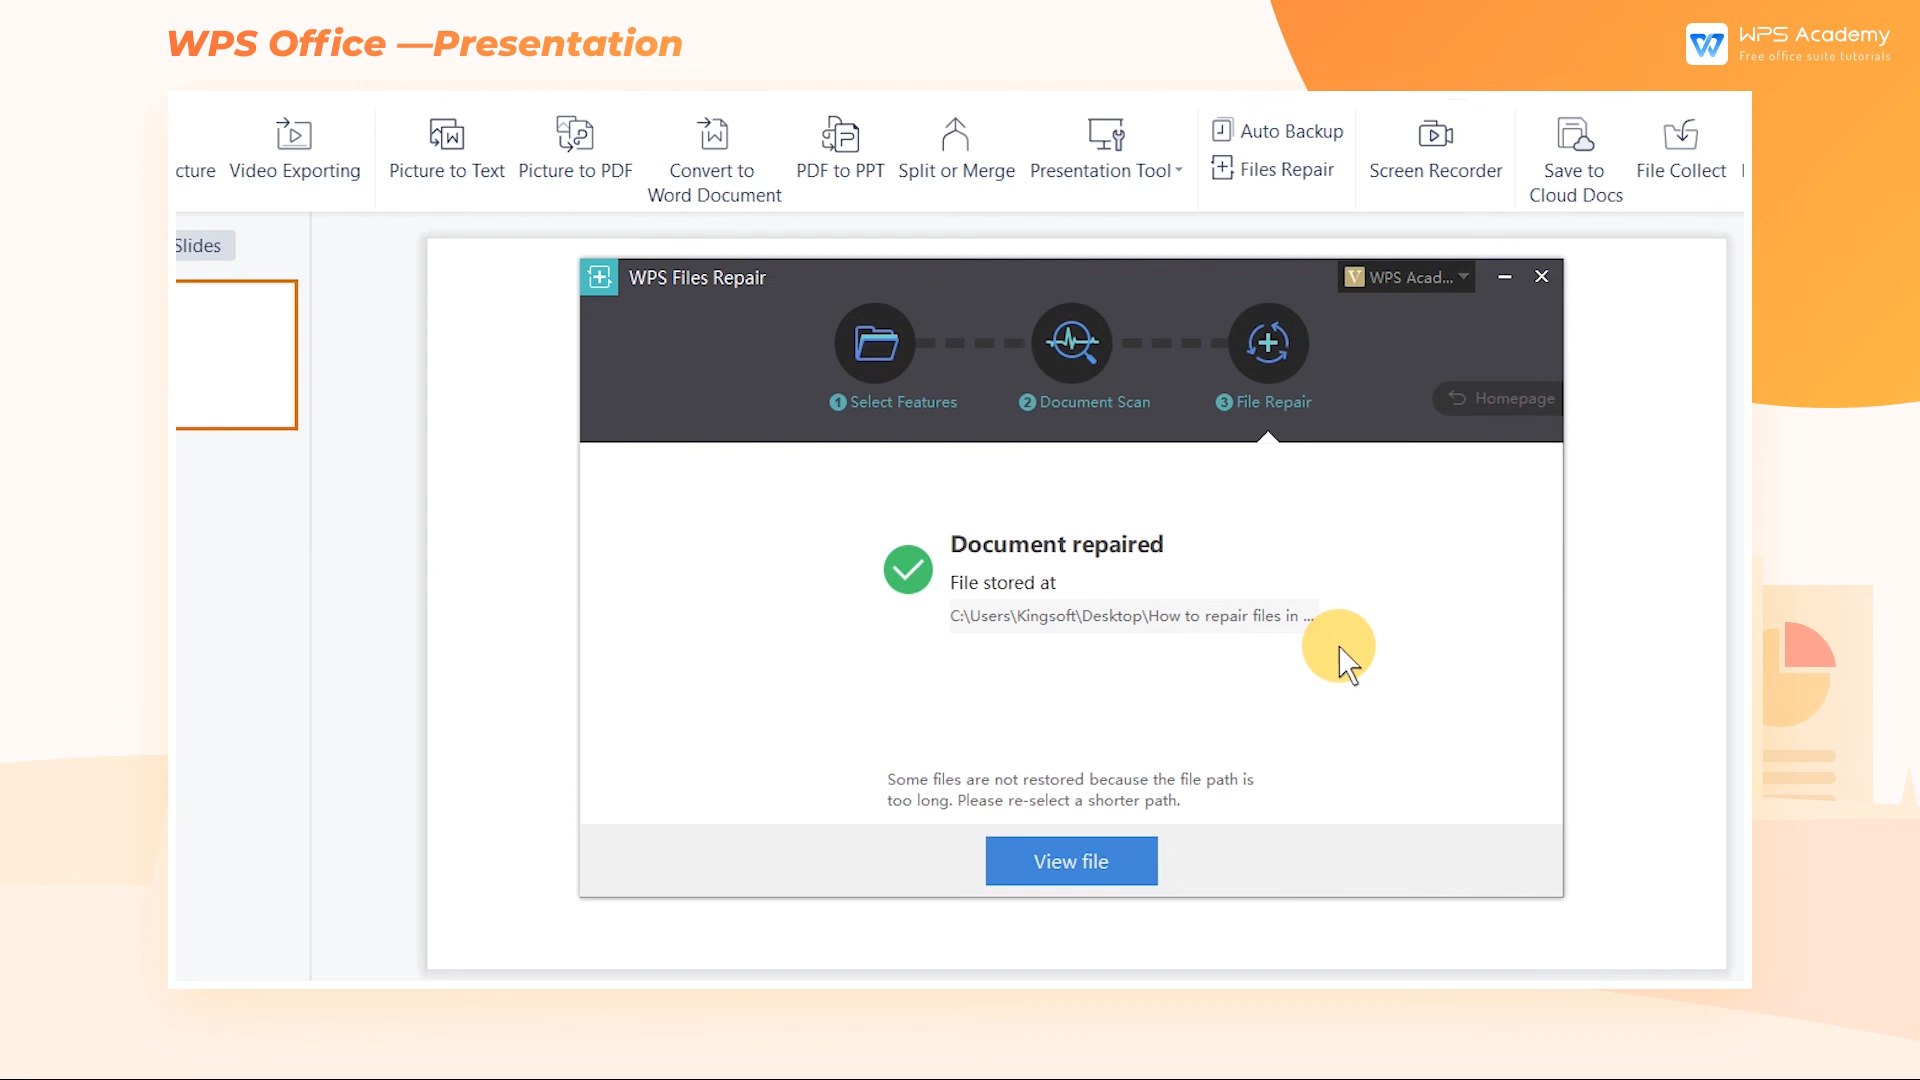 WPS Office —Presentation
WPS Academy
Free office suite tutorials
cture
Video Exporting
Picture to Text
Picture to PDF
Convert to
Word Document
PDF to PPT
Split or Merge
Presentation Tool
Auto Backup
Files Repair
Screen Recorder
Save to
Cloud Docs
File Collect
Slides
WPS Files Repair
V WPS Acad...
1 Select Features
2 Document Scan
3 File Repair
Homepage
Document repaired
File stored at
C:\Users\Kingsoft\Desktop\How to repair files in ...
Some files are not restored because the file path is
too long. Please re-select a shorter path.
View file